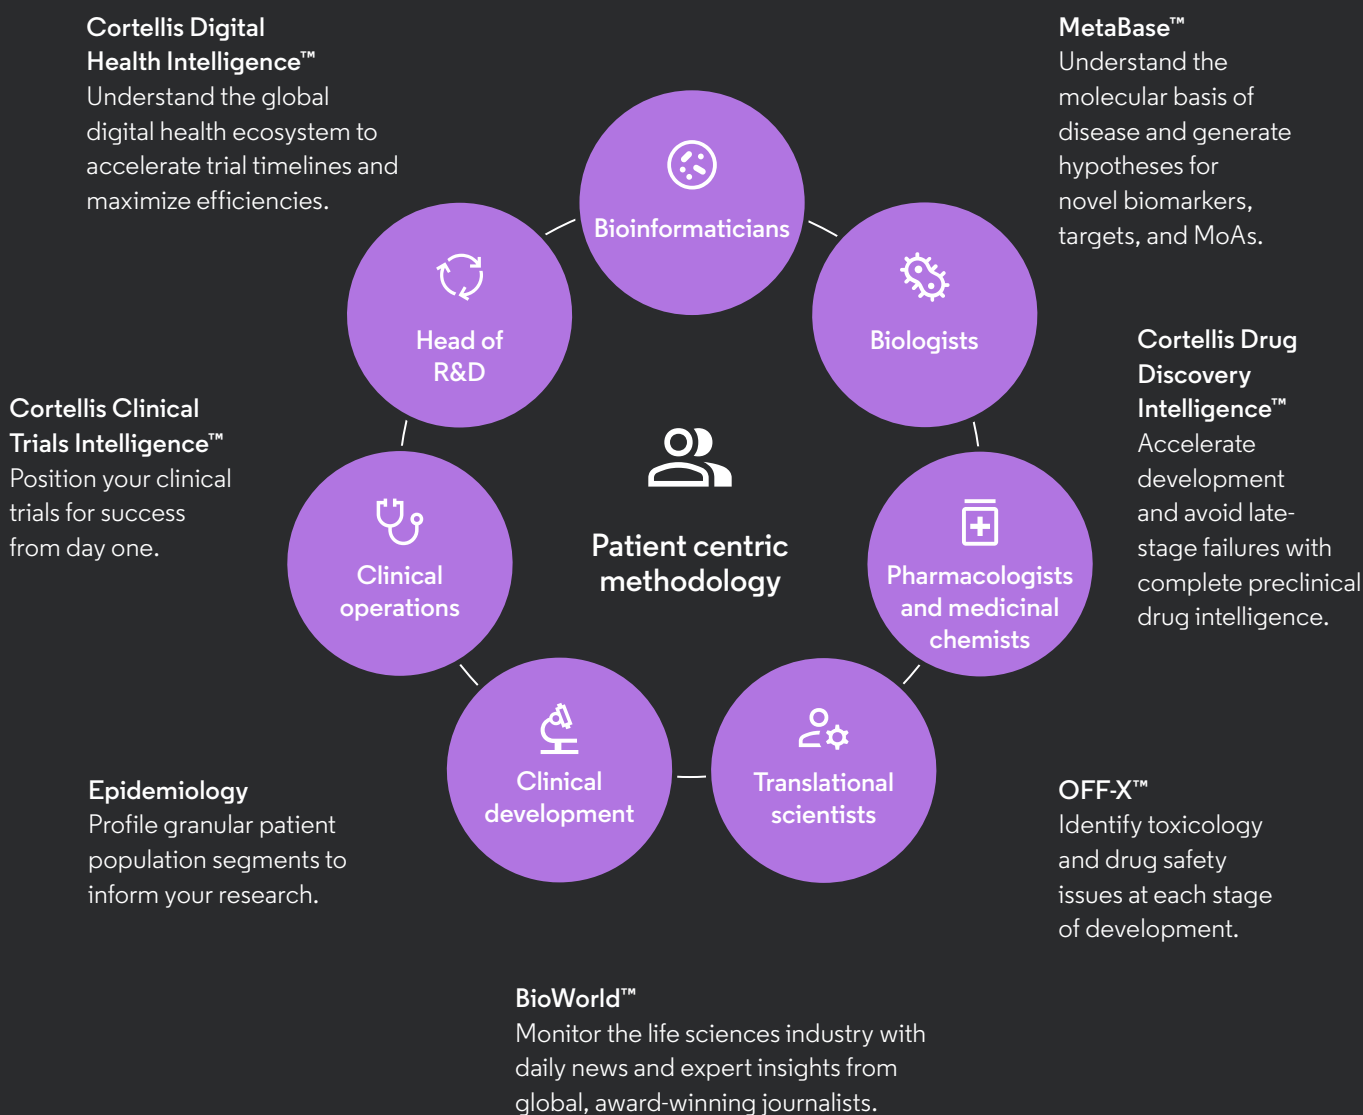 Cortellis Digital
Health Intelligence™
Understand the global
digital health ecosystem to
accelerate trial timelines and
maximize efficiencies.
MetaBase™
Understand the
molecular basis of
disease and generate
hypotheses for
novel biomarkers,
targets, and MoAs.
Bioinformaticians
Head of
R&D
Biologists
Cortellis Drug
Discovery
Intelligence™
Accelerate
development
and avoid late-
stage failures with
complete preclinical
drug intelligence.
Cortellis Clinical
Trials Intelligence™
Position your clinical
trials for success
from day one.
Patient centric
methodology
Clinical
operations
Pharmacologists
and medicinal
chemists
Clinical
development
Translational
scientists
Epidemiology
Profile granular patient
population segments to
inform your research.
OFF-X™
Identify toxicology
and drug safety
issues at each stage
of development.
BioWorld™
Monitor the life sciences industry with
daily news and expert insights from
global, award-winning journalists.